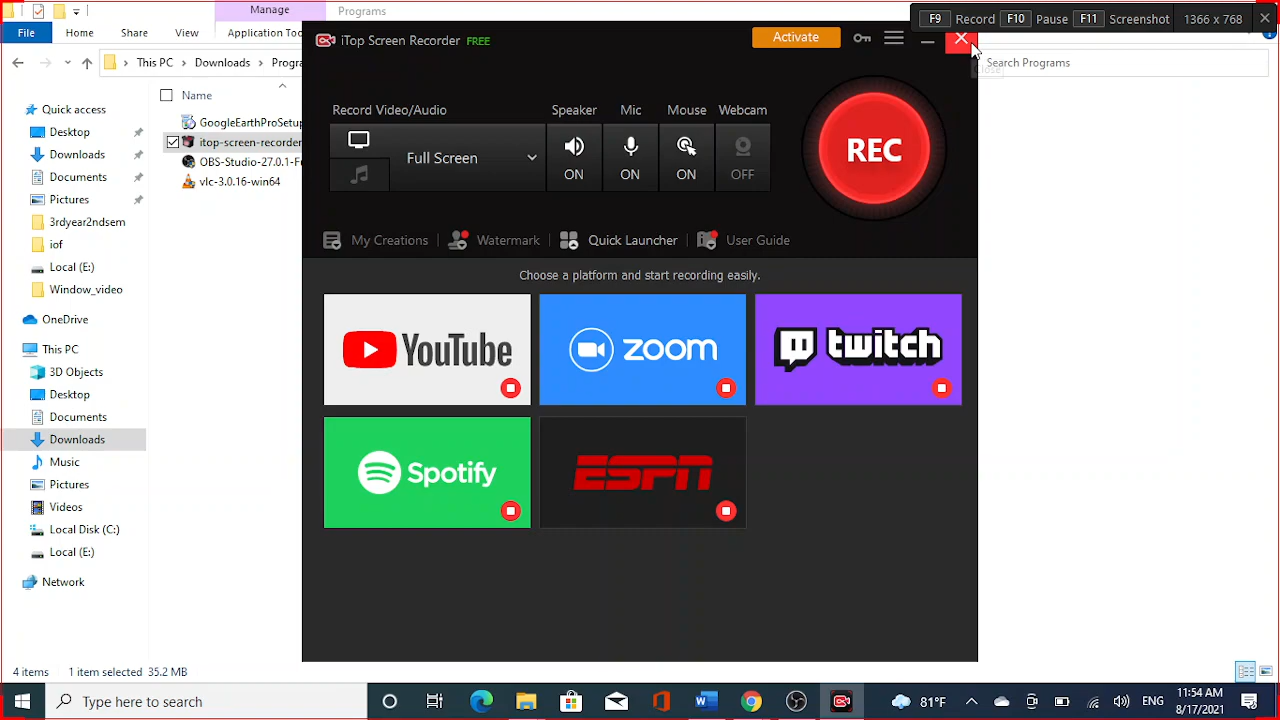 Manage
Programs
File
Home
Share
View
Application Too
F9 Record F10 Pause F11 Screenshot 1366 x 768
This PC
Downloads
Search Programs
iTop Screen Recorder FREE
Activate
Close
Quick access
Desktop
Downloads
Documents
Pictures
3rdyear2ndsem
iof
Local (E:)
Window_video
OneDrive
This PC
3D Objects
Desktop
Documents
Downloads
Music
Pictures
Videos
Local Disk (C:)
Local (E:)
Network
Name
GoogleEarthProSetu
itop-screen-recorder
OBS-Studio-27.0.1-F
vlc-3.0.16-win64
Record Video/Audio
Speaker
Mic
Mouse
Webcam
Full Screen
ON
ON
ON
OFF
REC
My Creations
Watermark
Quick Launcher
User Guide
Choose a platform and start recording easily.
YouTube
zoom
twitch
Spotify
ESPN
4 items
1 item selected 35.2 MB
Type here to search
81°F
ENG
11:54 AM
8/17/2021